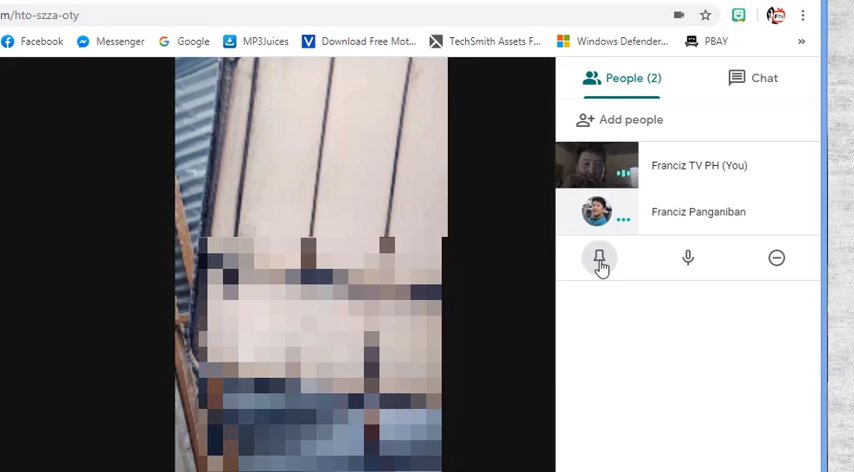 m/hto-szza-oty
Facebook Messenger Google MP3Juices Download Free Mot... TechSmith Assets F... Windows Defender... PBAY »
People (2) Chat
Add people
Franciz TV PH (You)
Franciz Panganiban